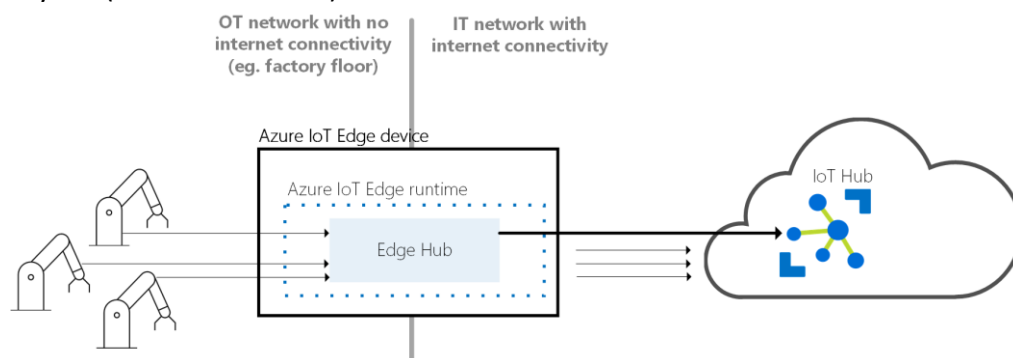 OT network with no
internet connectivity
(eg. factory floor)
IT network with
internet connectivity
Azure IoT Edge device
Azure IoT Edge runtime
Edge Hub
IoT Hub